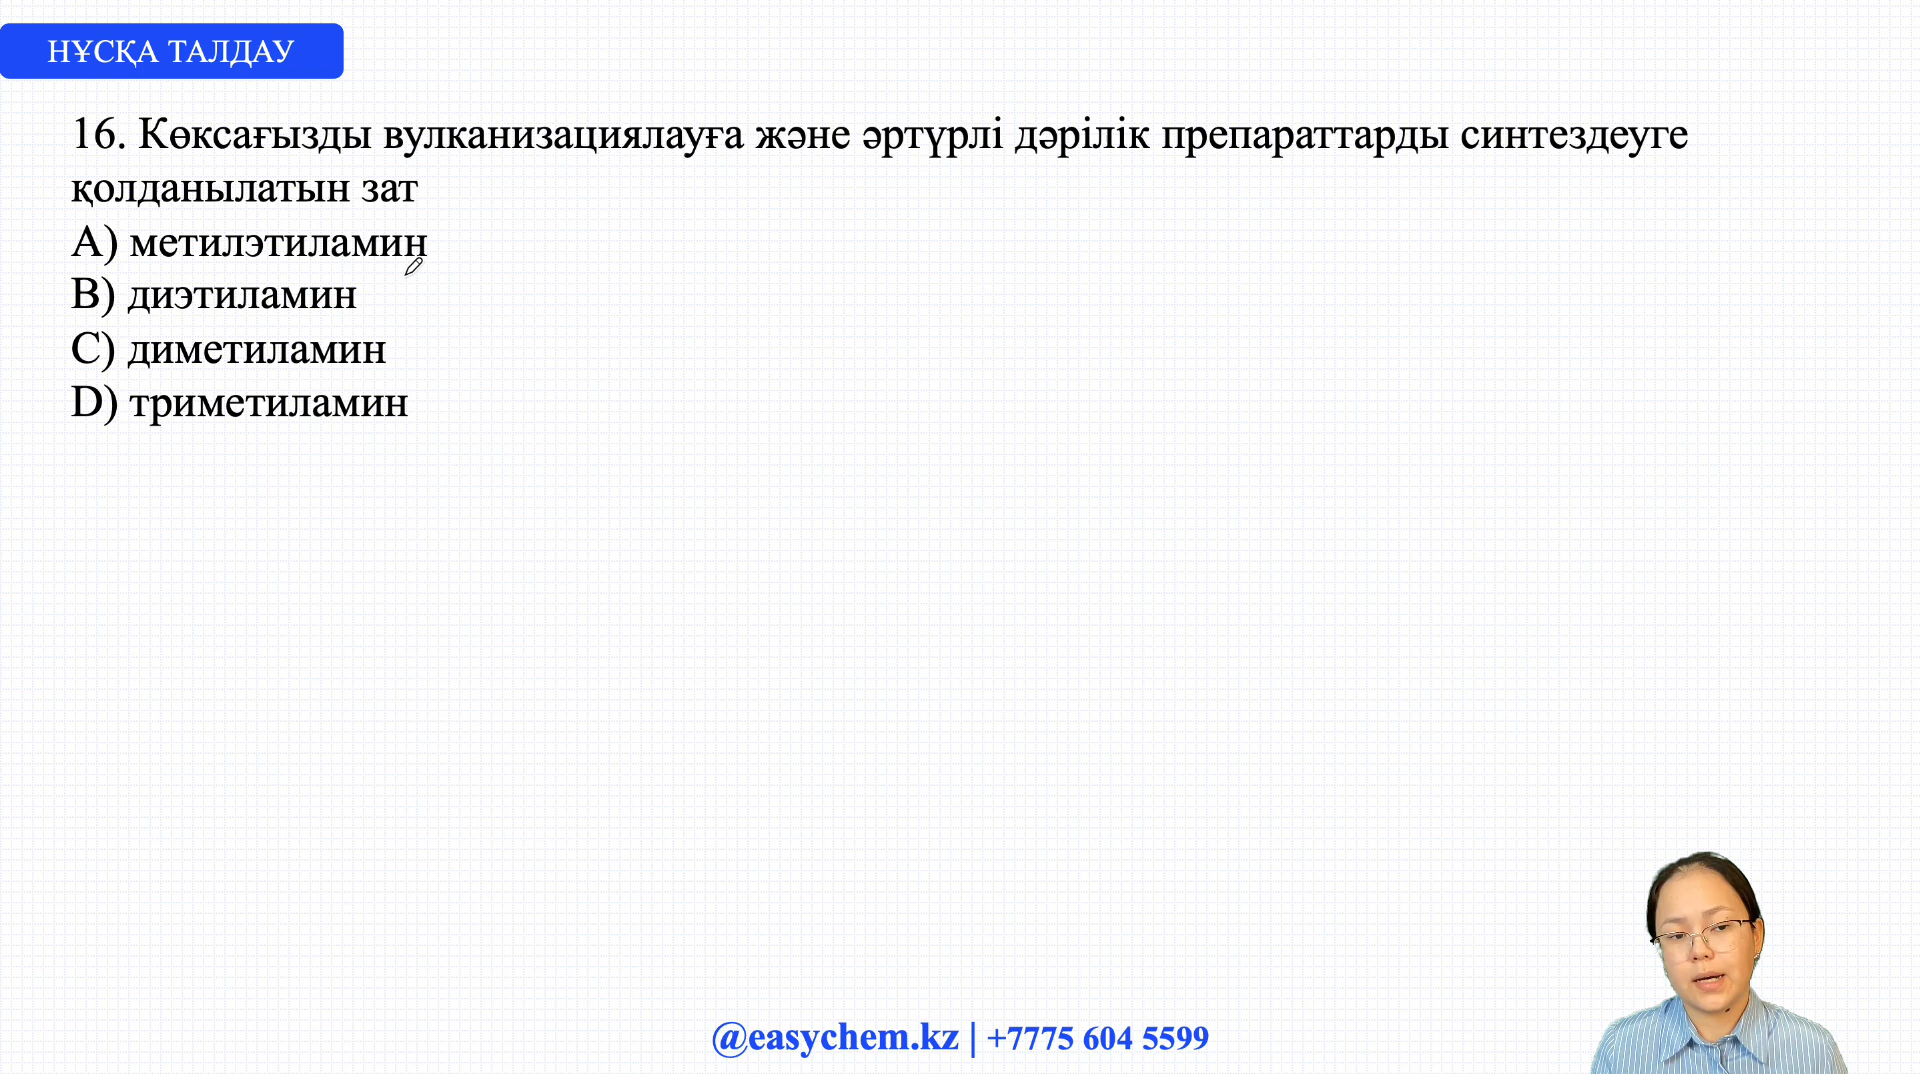 НҰСҚА ТАЛДАУ
16. Көксағызды вулканизациялауға және әртүрлі дәрілік препараттарды синтездеуге
қолданылатын зат
A) метилэтиламин
B) диэтиламин
C) диметиламин
D) триметиламин
@easychem.kz | +7775 604 5599